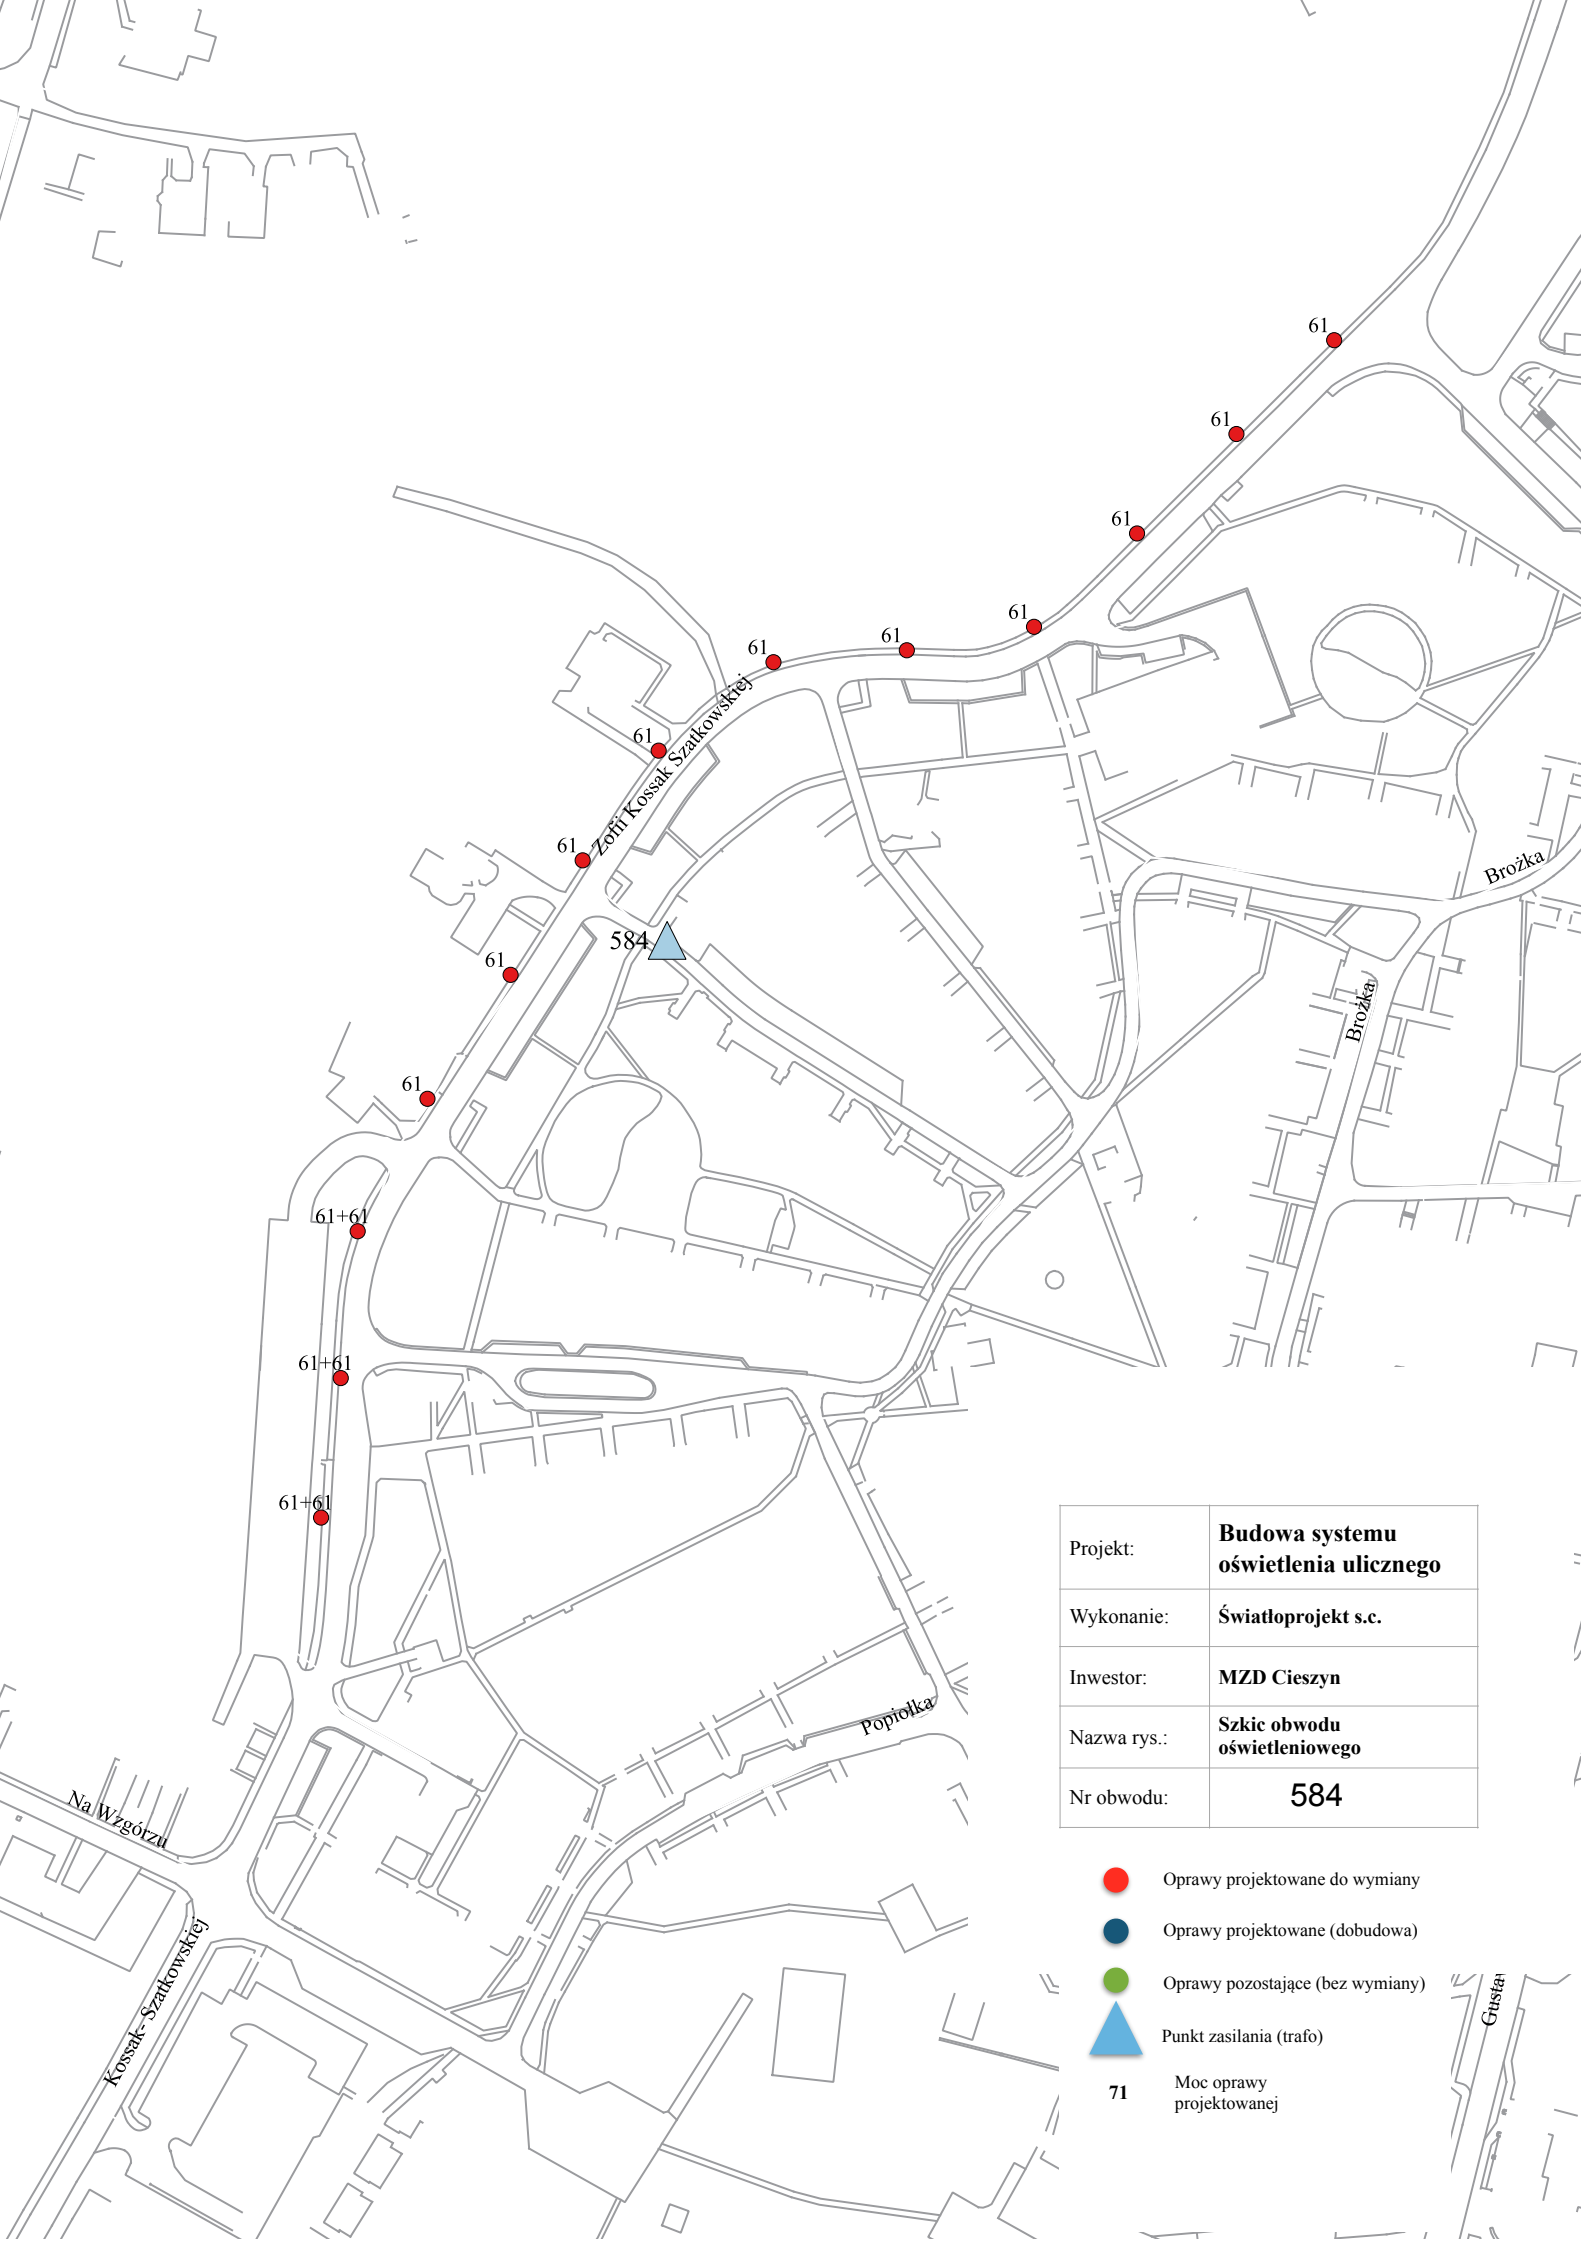 61
61
61
61
61
61
61
Zofii Kossak Szatkowskiej
61
Brożka
584
61
Brożka
61
61+61
61+61
61+61
Projekt:
Budowa systemu
oświetlenia ulicznego
Wykonanie:
Światłoprojekt s.c.
Inwestor:
MZD Cieszyn
Nazwa rys.:
Szkic obwodu
oświetleniowego
Nr obwodu:
584
Popiołka
Na Wzgórzu
Kossak- Szatkowskiej
Oprawy projektowane do wymiany
Oprawy projektowane (dobudowa)
Oprawy pozostające (bez wymiany)
Gusta
Punkt zasilania (trafo)
71
Moc oprawy
projektowanej